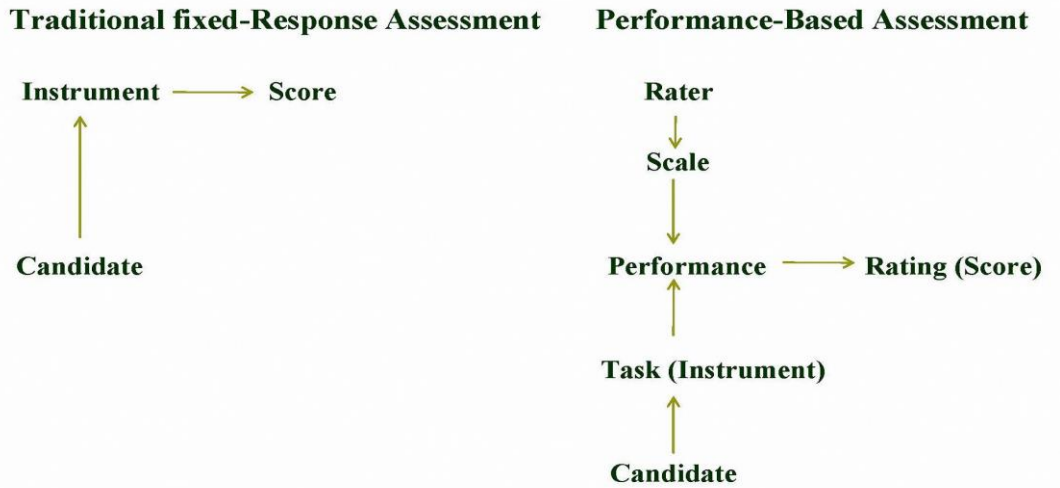 Traditional fixed-Response Assessment
Instrument
Score
Candidate
Performance-Based Assessment
Rater
Scale
Performance
Rating (Score)
Task (Instrument)
Candidate